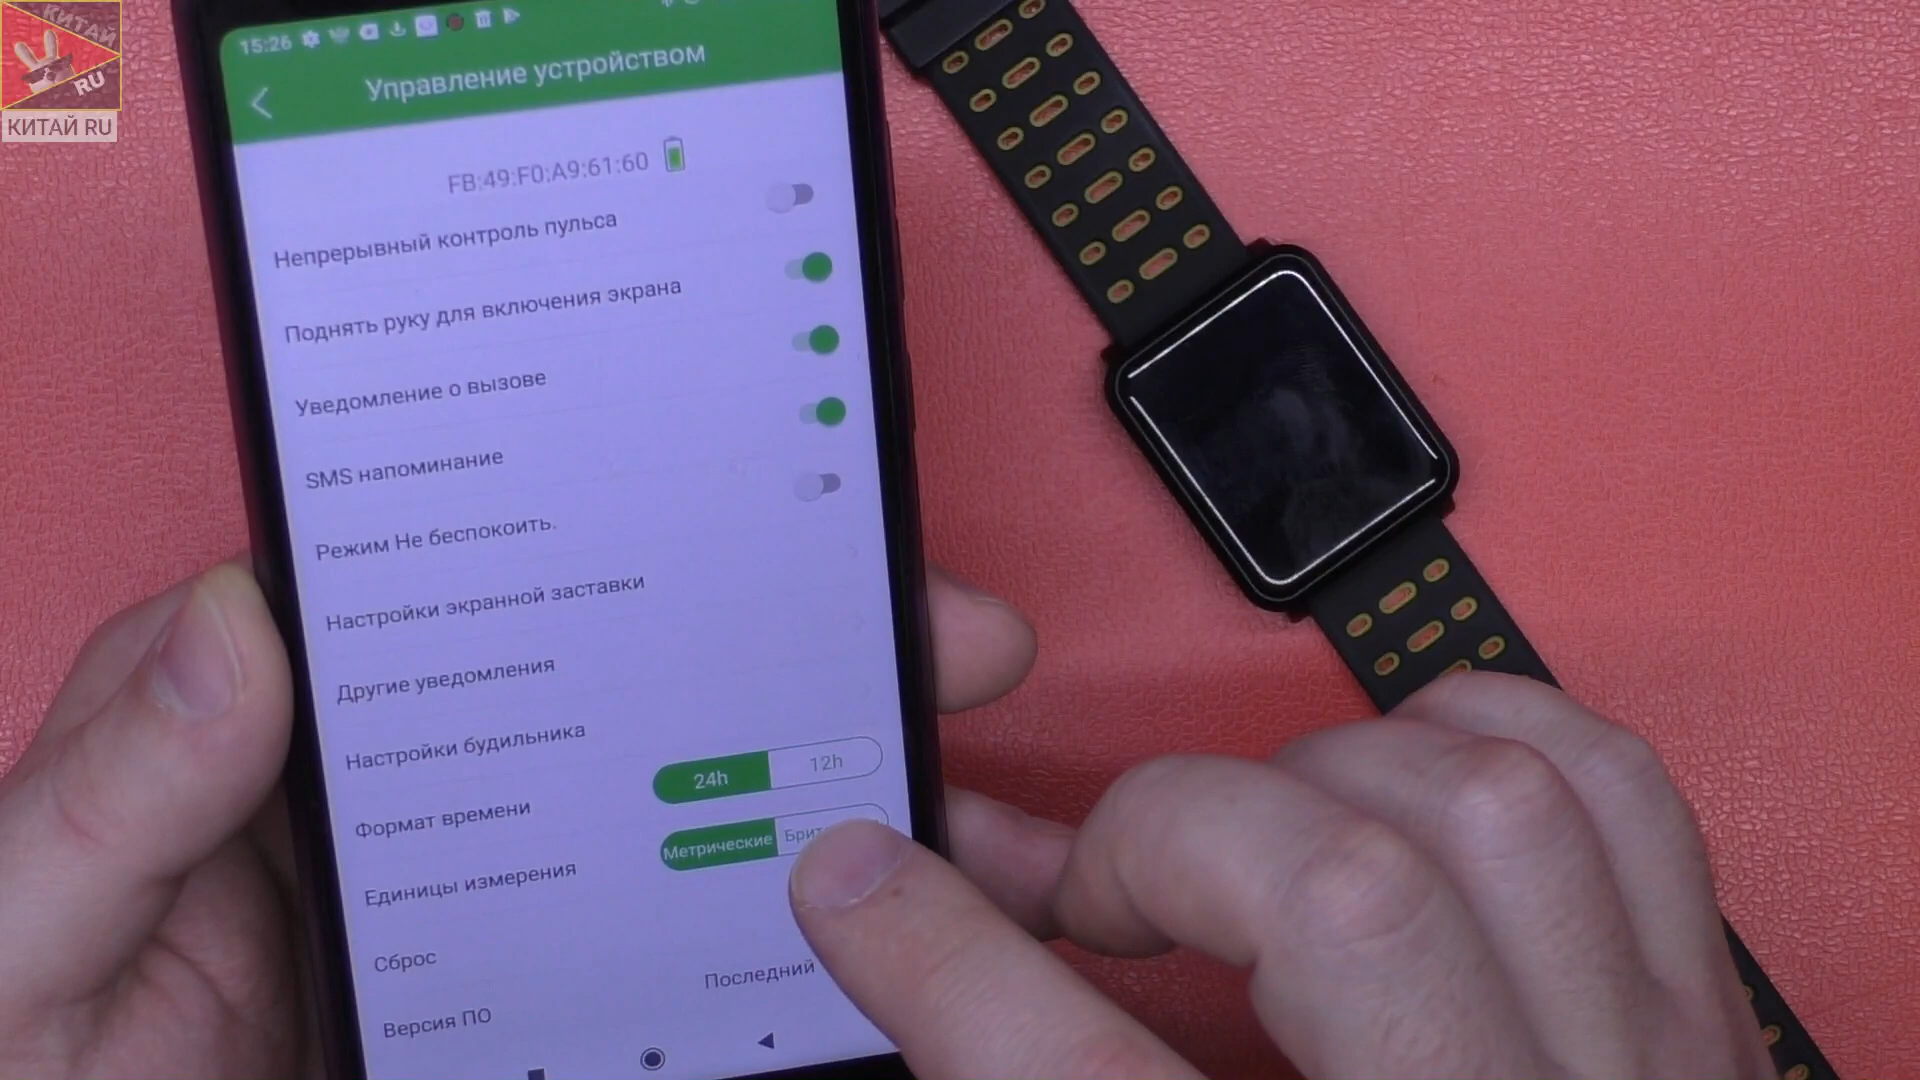 КИТАЙ
RU
КИТАЙ RU
15:26
Управление устройством
FB:49:F0:A9:61:60
Непрерывный контроль пульса
Поднять руку для включения экрана
Уведомление о вызове
SMS напоминание
Режим Не беспокоить.
Настройки экранной заставки
Другие уведомления
Настройки будильника
Формат времени 24h 12h
Единицы измерения Метрические
Сброс
Версия ПО Последний